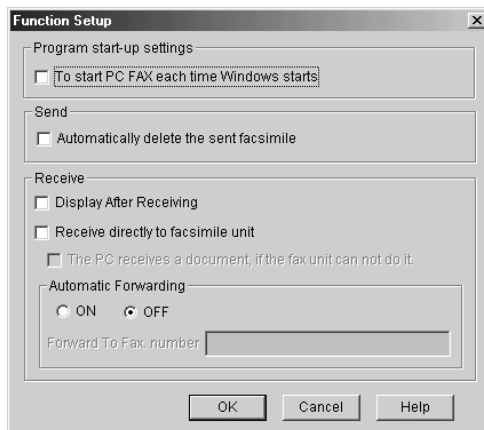 Function Setup
Program start-up settings
To start PC FAX each time Windows starts
Send
Automatically delete the sent facsimile
Receive
Display After Receiving
Receive directly to facsimile unit
The PC receives a document, if the fax unit can not do it.
Automatic Forwarding
ON OFF
Forward To Fax. number
OK Cancel Help